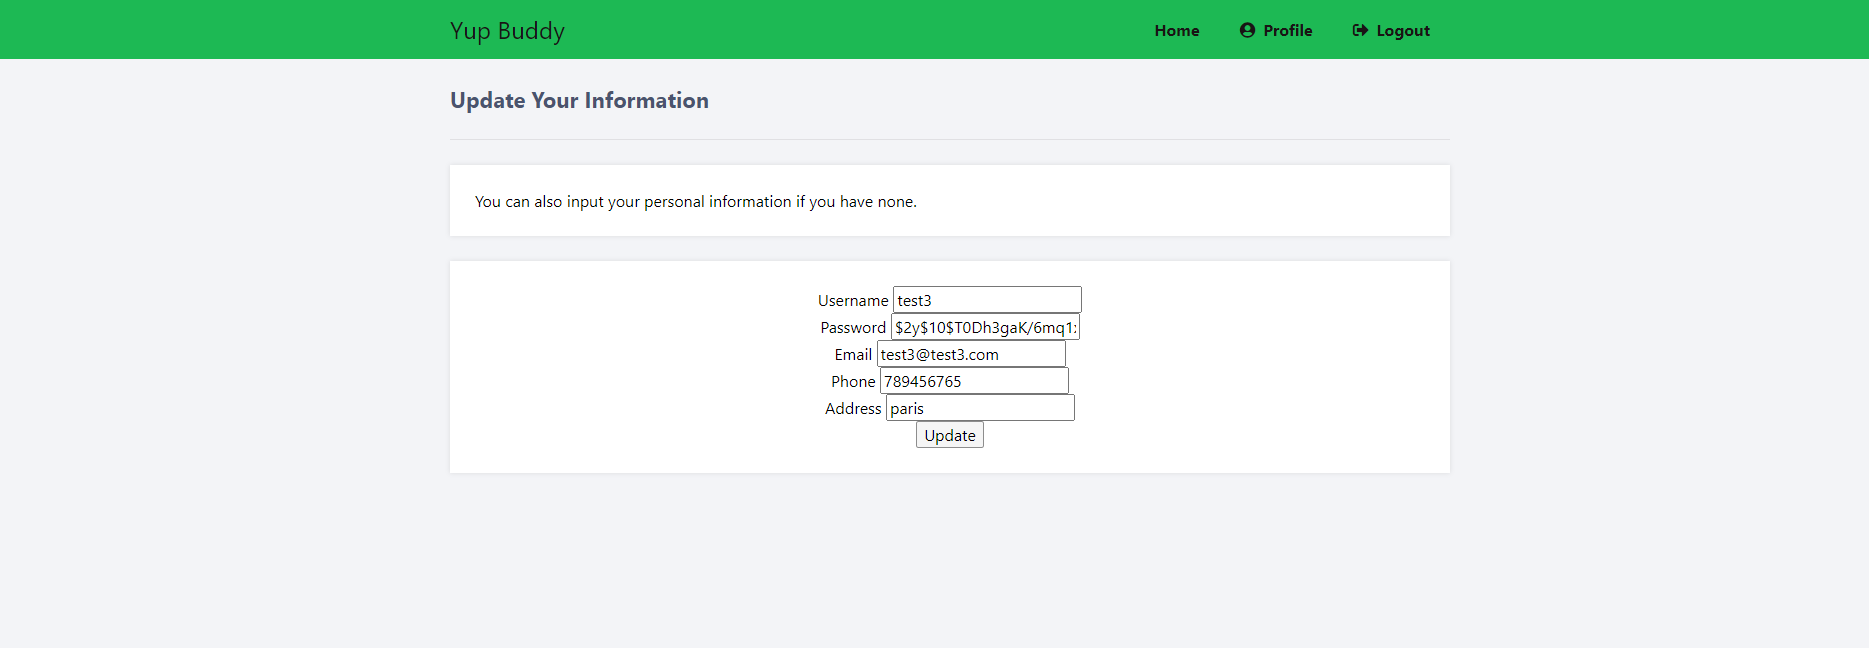 Yup Buddy Home Profile Logout
Update Your Information
You can also input your personal information if you have none.
Username test3
Password $2y$10$T0Dh3gaK/6mq1:
Email test3@test3.com
Phone 789456765
Address paris
Update